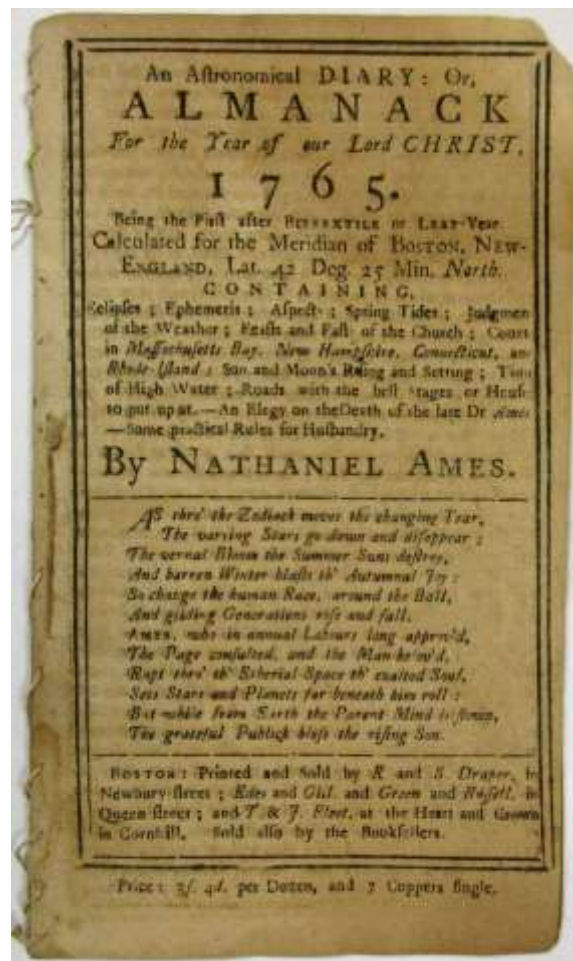 An Aſtronomical DIARY: Or,
ALMANACK
For the Year of our Lord CHRIST,
1765.
Being the Firſt after BISSEXTILE or LEAP-Year.
Calculated for the Meridian of BOSTON, NEW-
ENGLAND, Lat. 42 Deg. 25 Min. North.
CONTAINING,
Eclipſes; Ephemeris; Aſpects; Spring Tides; Judgmen
of the Weather; Feaſts and Faſts of the Church; Court
in Maſſachuſetts Bay, New Hampſhire, Connecticut, an
Rhode-Iſland; Sun and Moon's Riſing and Setting; Time
of High Water; Roads with the beſt Stages or Houſe
to put up at.—An Elegy on the Death of the late Dr Ames
—Some practical Rules for Husbandry,
By NATHANIEL AMES.
AS thro' the Zodiack moves the changing Year,
The varying Stars go down and diſappear;
The vernal Bloom the Summer Suns deſtroy,
And barren Winter blaſts th' Autumnal Joy:
So change the human Race, around the Ball,
And gliding Generations riſe and fall.
AMES, who in annual Labours long approv'd,
The Page conſulted, and the Man belov'd,
Rapt thro' th' Etherial Space th' exalted Soul,
Sees Stars and Planets far beneath him roll:
But while from Earth the Parent Mind is
The grateful Publick bleſs the riſing Son.
BOSTON: Printed and Sold by R. and S. Draper, in
Newbury-ſtreet; Edes and Gill, and Green and Ruſſell, in
Queen-ſtreet; and T. & J. Fleet, at the Heart and Crown
in Cornhill. Sold alſo by the Bookſellers.
Price: 2ſ. 4d. per Dozen, and 7 Coppers ſingle.